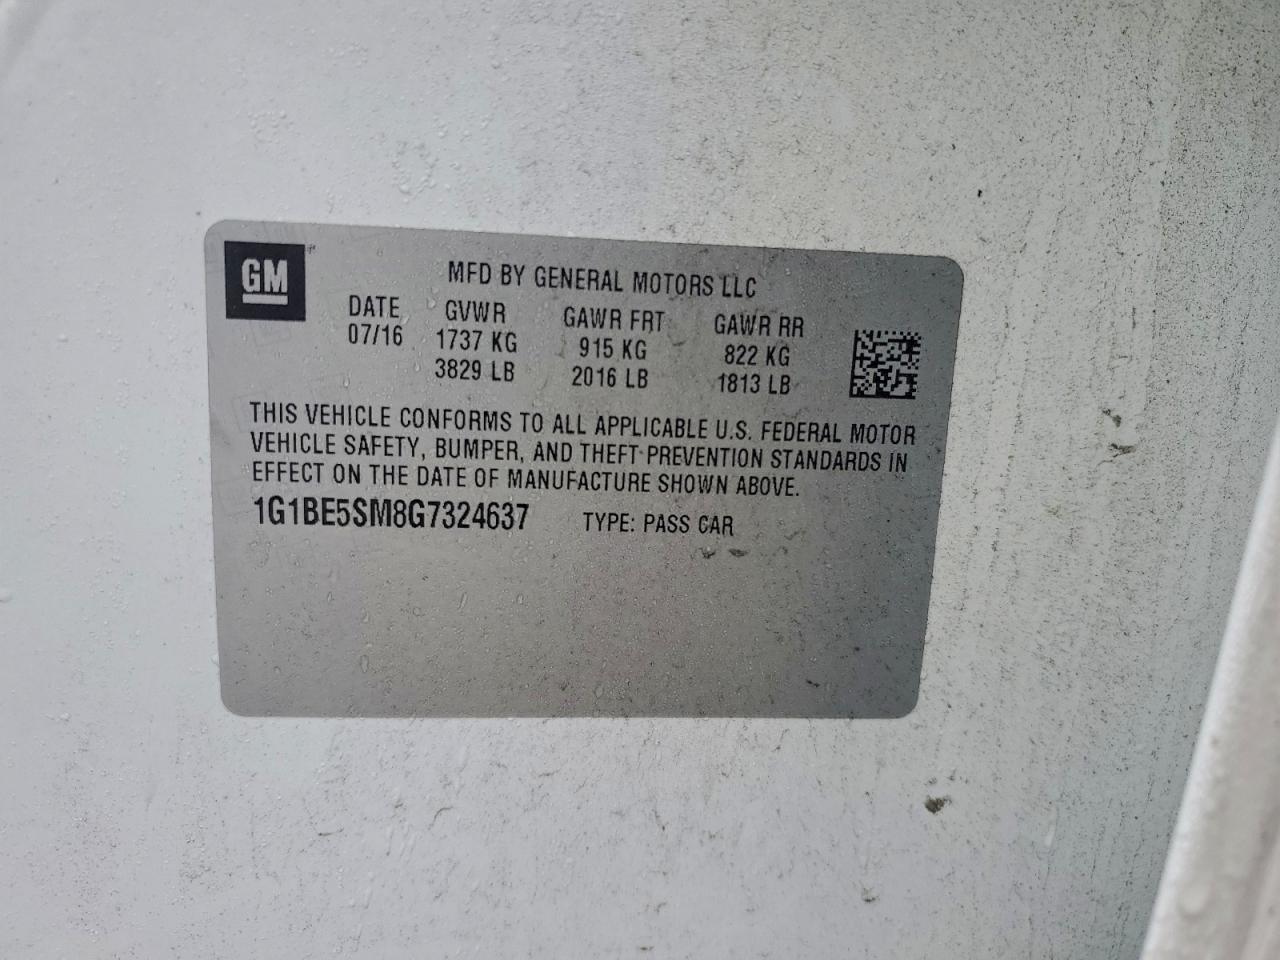 GM
MFD BY GENERAL MOTORS LLC
DATE GVWR GAWR FRT GAWR RR
07/16 1737 KG 915 KG 822 KG
3829 LB 2016 LB 1813 LB
THIS VEHICLE CONFORMS TO ALL APPLICABLE U.S. FEDERAL MOTOR
VEHICLE SAFETY, BUMPER, AND THEFT PREVENTION STANDARDS IN
EFFECT ON THE DATE OF MANUFACTURE SHOWN ABOVE.
1G1BE5SM8G7324637 TYPE: PASS CAR